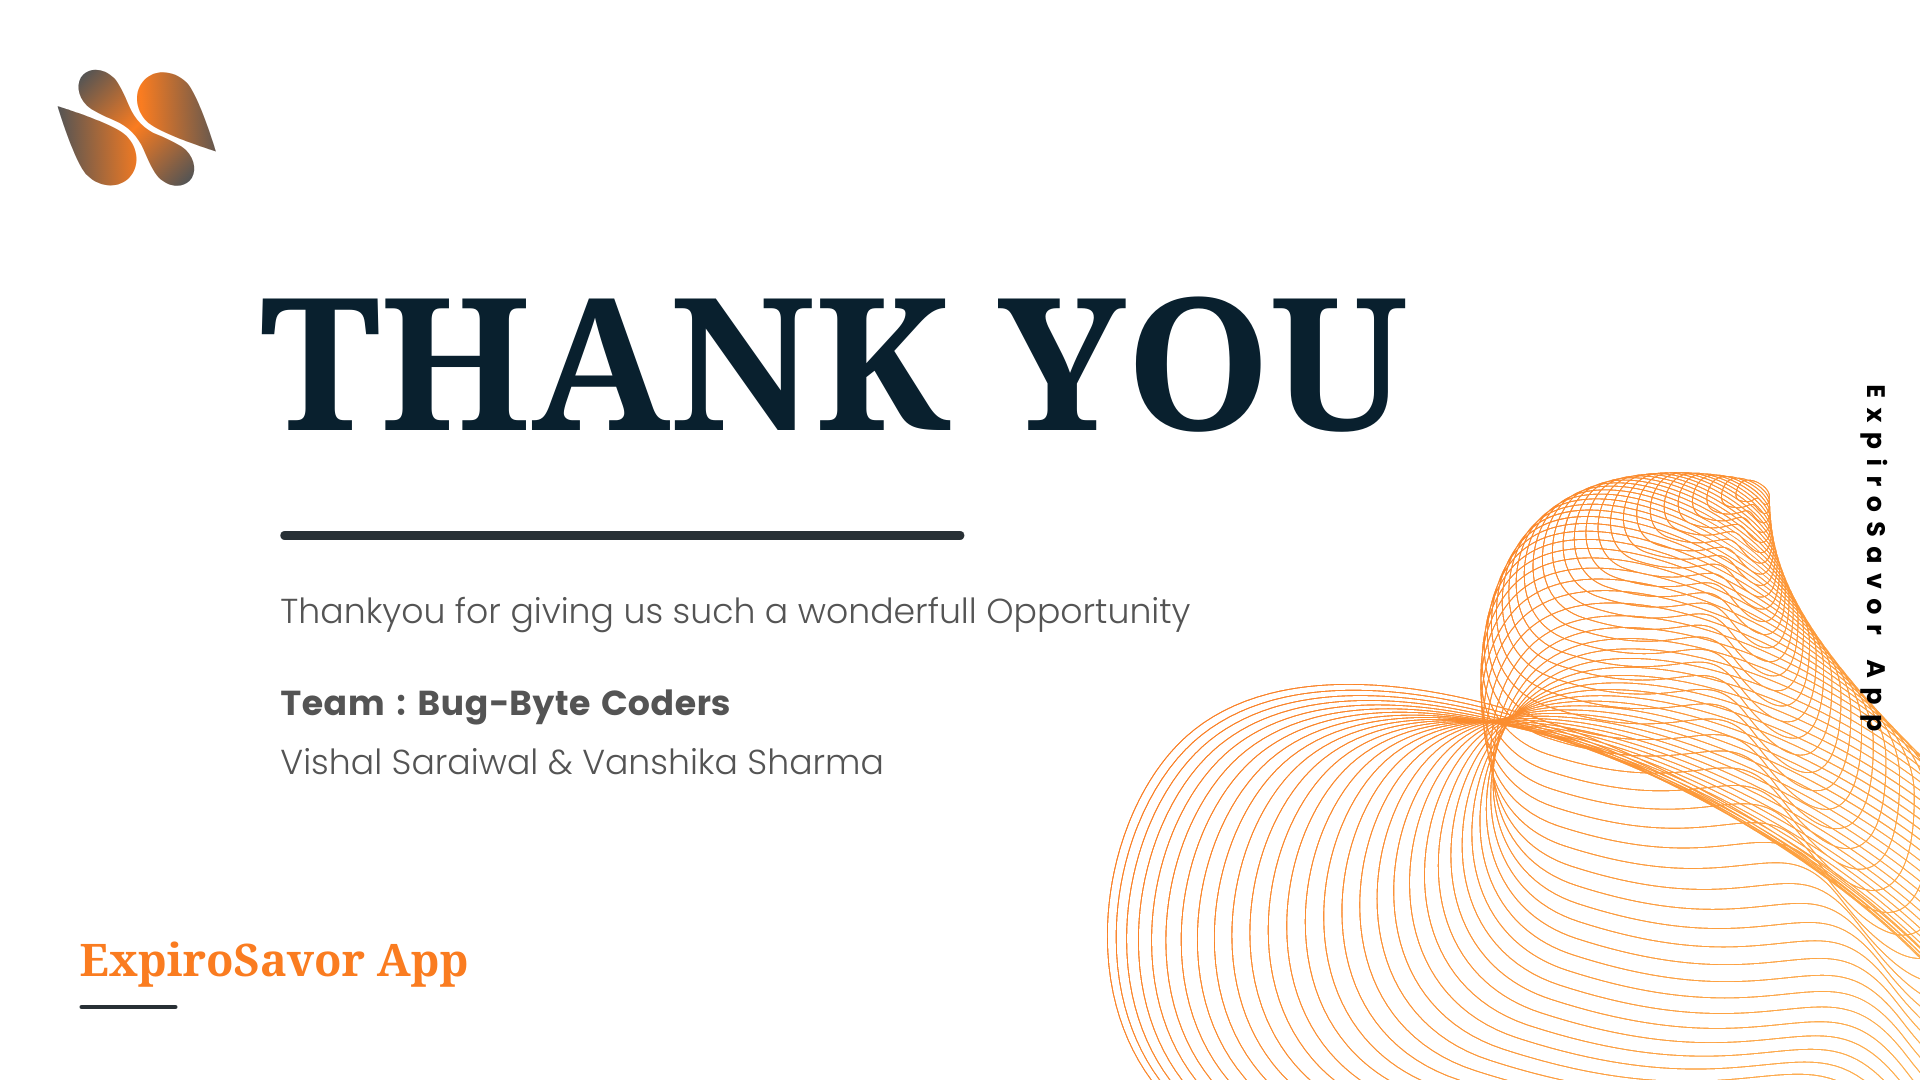 THANK YOU
ExpiroSavor App
Thankyou for giving us such a wonderfull Opportunity
Team : Bug-Byte Coders
Vishal Saraiwal & Vanshika Sharma
ExpiroSavor App